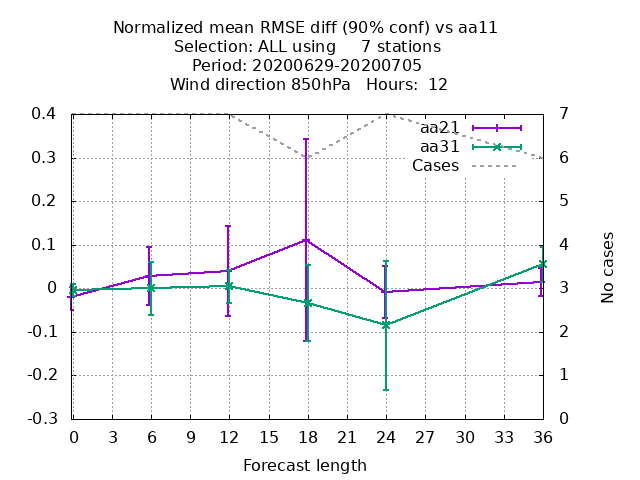 Normalized mean RMSE diff (90% conf) vs aa11
Selection: ALL using     7 stations
Period: 20200629-20200705
Wind direction 850hPa   Hours:  12
0.4
0.3
0.2
0.1
0
-0.1
-0.2
-0.3
7
6
5
4
3
2
1
0
aa21
aa31
Cases
No cases
0 3 6 9 12 15 18 21 24 27 30 33 36
Forecast length